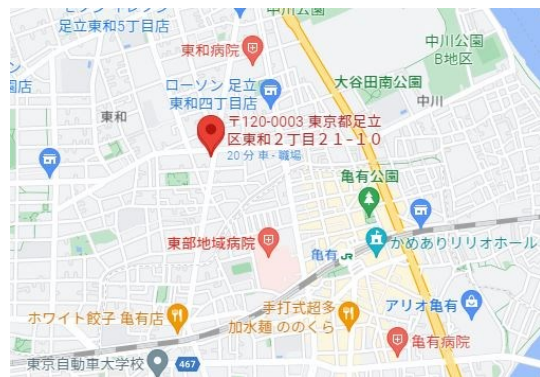 足立東和5丁目店
中川公園
東和病院
中川公園
B地区
大谷田南公園
ローソン 足立
東和四丁目店
中川
東和
〒120-0003 東京都足立
区東和2丁目21-10
20 分 車 - 職場
亀有公園
東部地域病院
亀有
JR
かめありリリオホール
ホワイト餃子 亀有店
手打式超多
加水麺 ののくら
アリオ亀有
亀有病院
東京自動車大学校
467